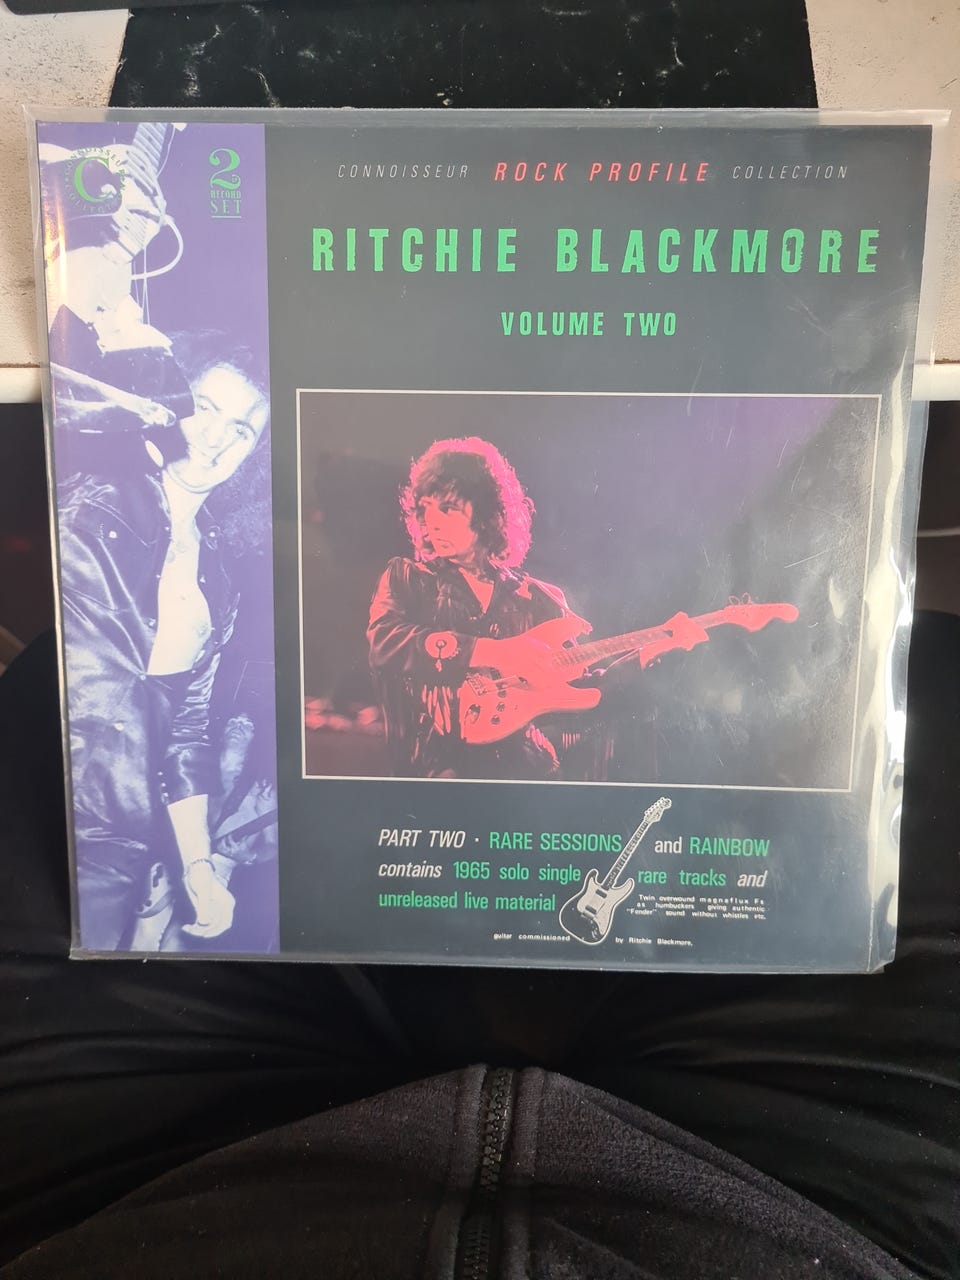 CONNOISSEUR COLLECTION
C
2
RECORD
SET
CONNOISSEUR ROCK PROFILE COLLECTION
RITCHIE BLACKMORE
VOLUME TWO
PART TWO · RARE SESSIONS and RAINBOW
contains 1965 solo single rare tracks and
unreleased live material
Twin overwound magnaflux Fs
as humbuckers giving authentic
"Fender" sound without whistles etc.
guitar commissioned by Ritchie Blackmore.